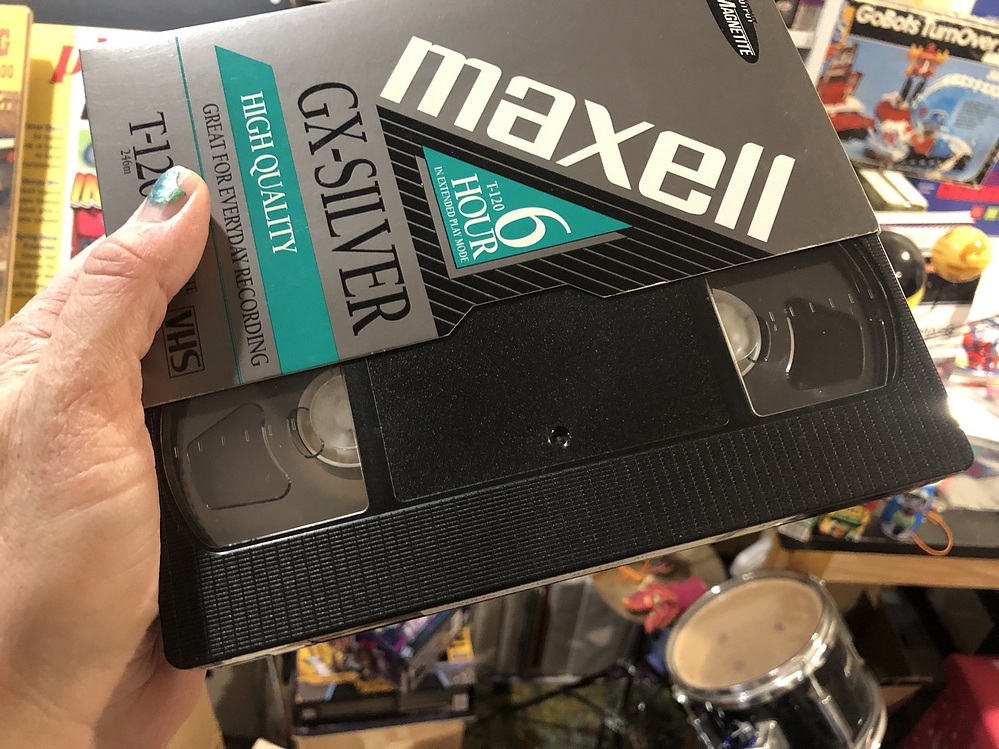 maxell
MAGNETITE
T-120
6
HOUR
IN EXTENDED PLAY MODE
GX-SILVER
HIGH QUALITY
GREAT FOR EVERYDAY RECORDING
T-120
246m
VHS
GoBots TurnOver